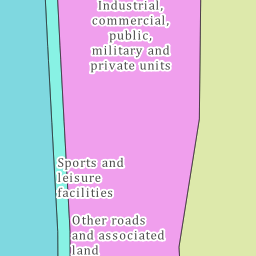 Industrial,
commercial,
public,
military and
private units
Sports and
leisure
facilities
Other roads
and associated
land